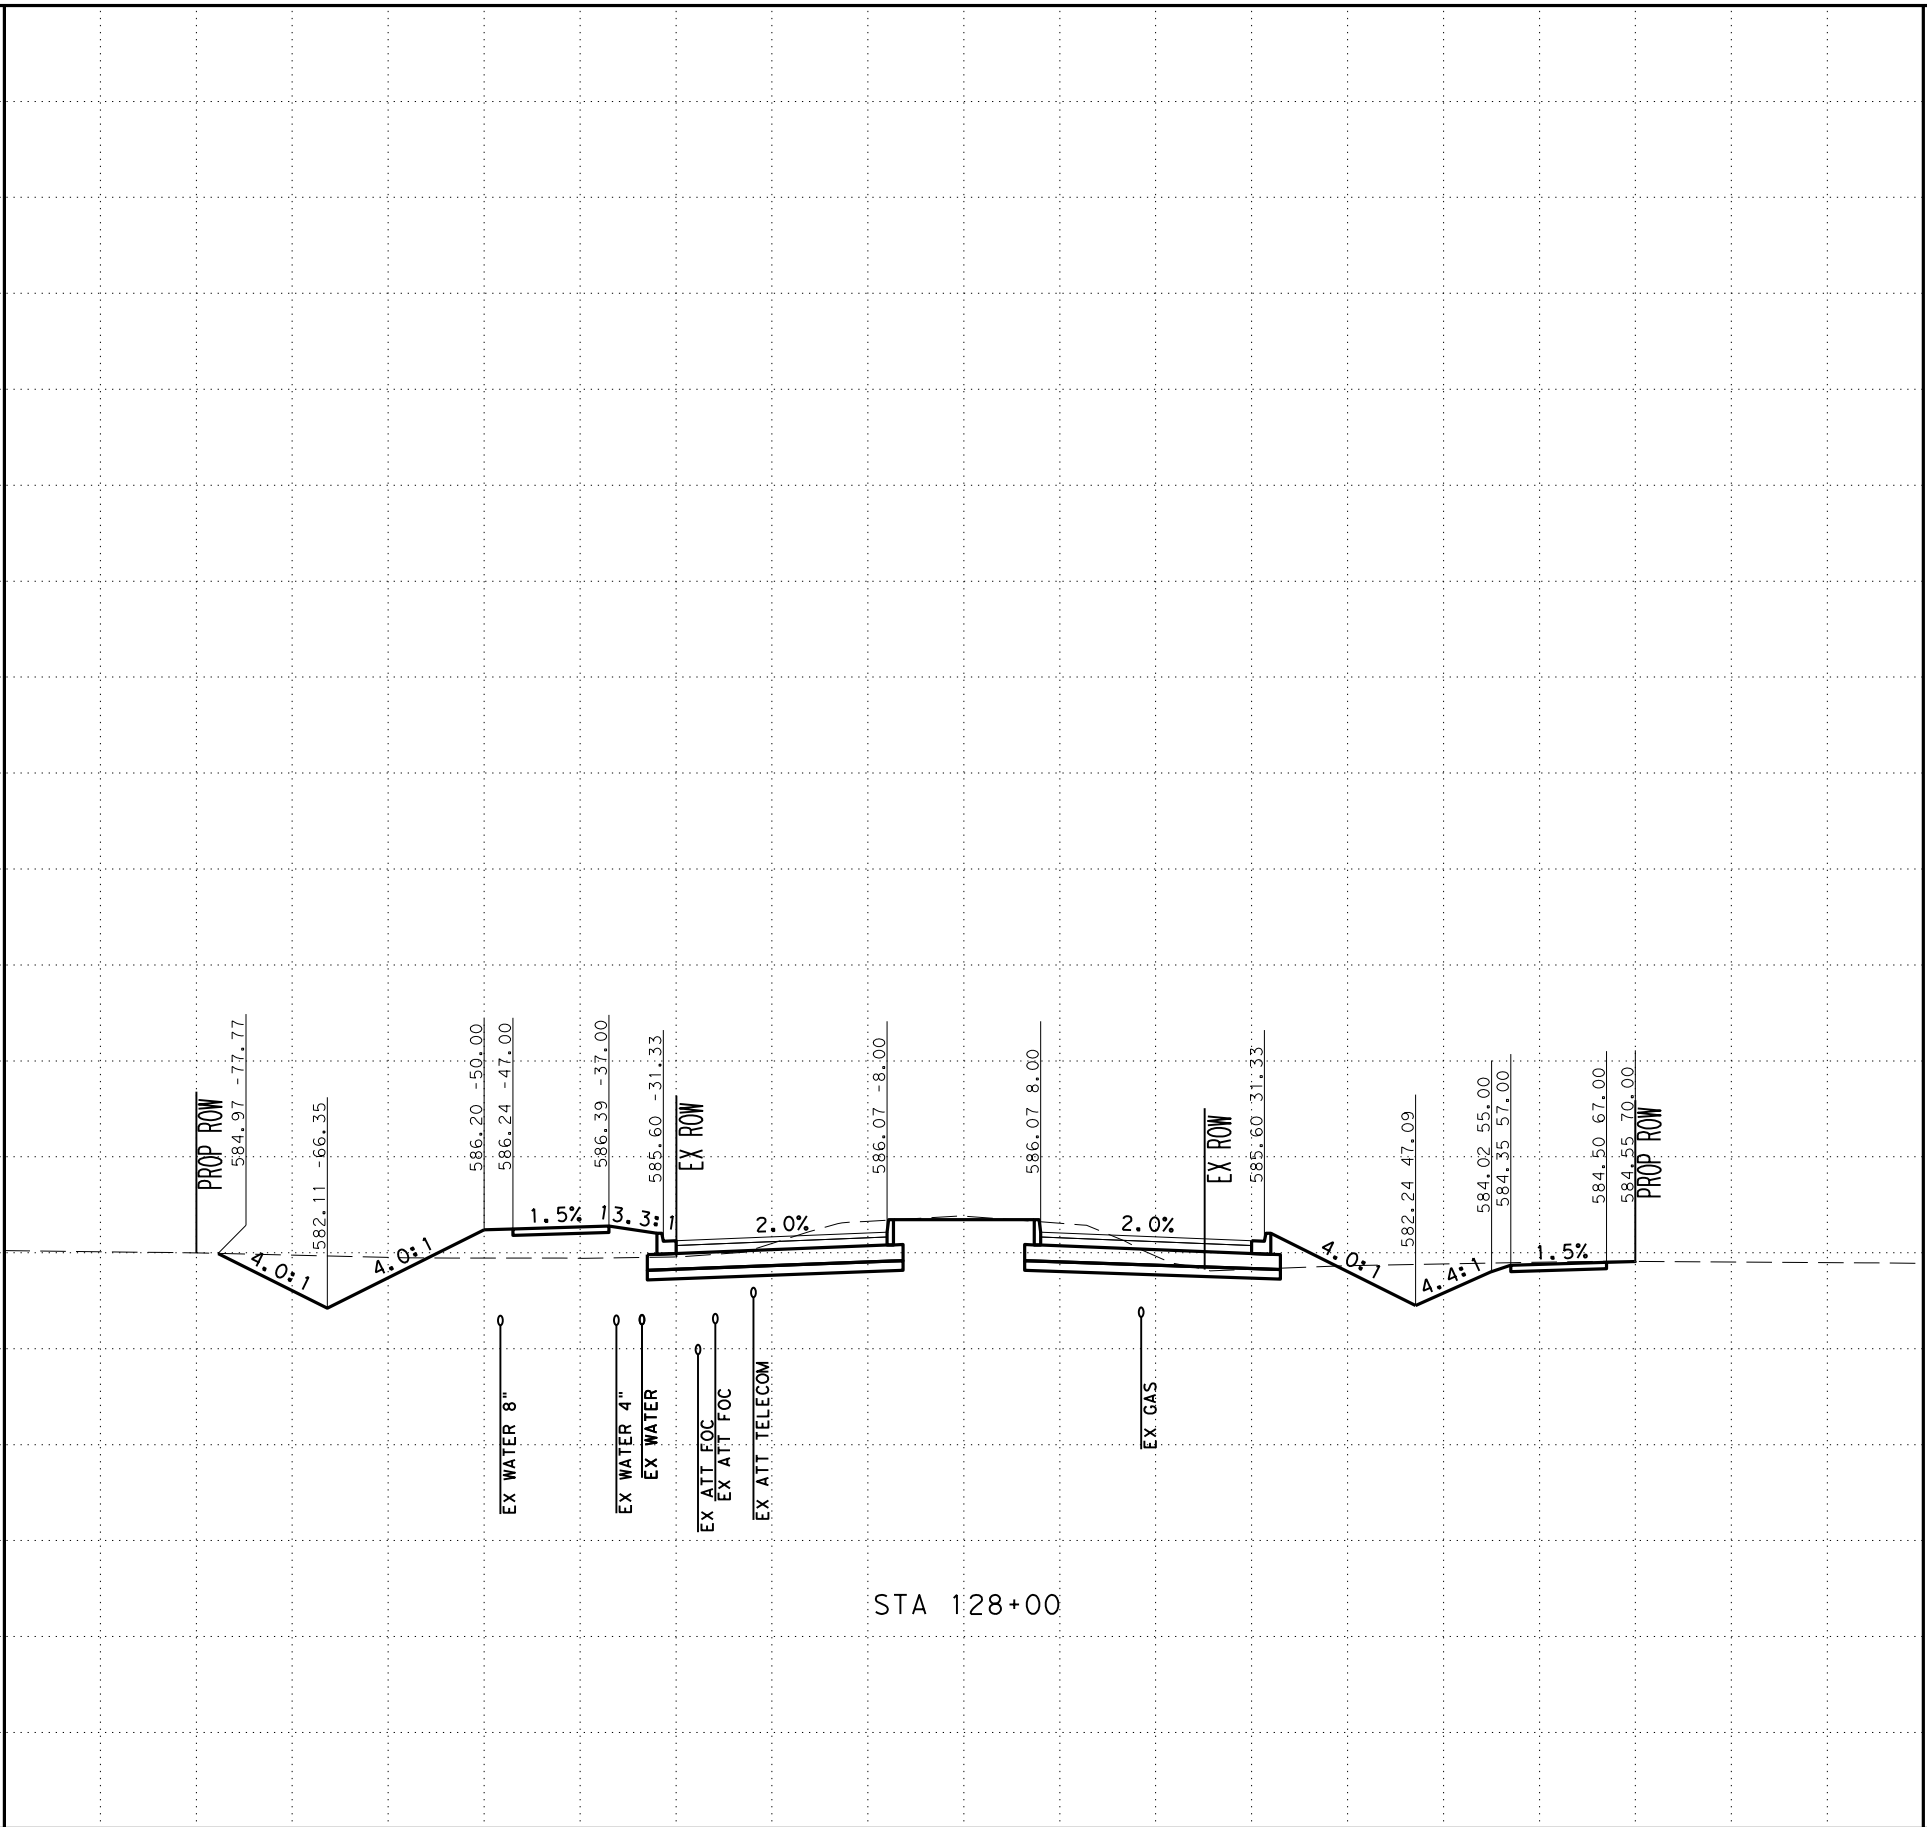 PROP ROW
584.97 -77.77
582.11 -66.35
586.20 -50.00
586.24 -47.00
586.39 -37.00
585.60 -31.33
EX ROW
586.07 -8.00
586.07 8.00
EX ROW
585.60 31.33
582.24 47.09
584.02 55.00
584.35 57.00
584.50 67.00
584.55 70.00
PROP ROW
4.0:1
4.0:1
1.5%
13.3:1
2.0%
2.0%
4.0:1
4.4:1
1.5%
EX WATER 8"
EX WATER 4"
EX WATER
EX ATT FOC
EX ATT FOC
EX ATT TELECOM
EX GAS
STA 128+00